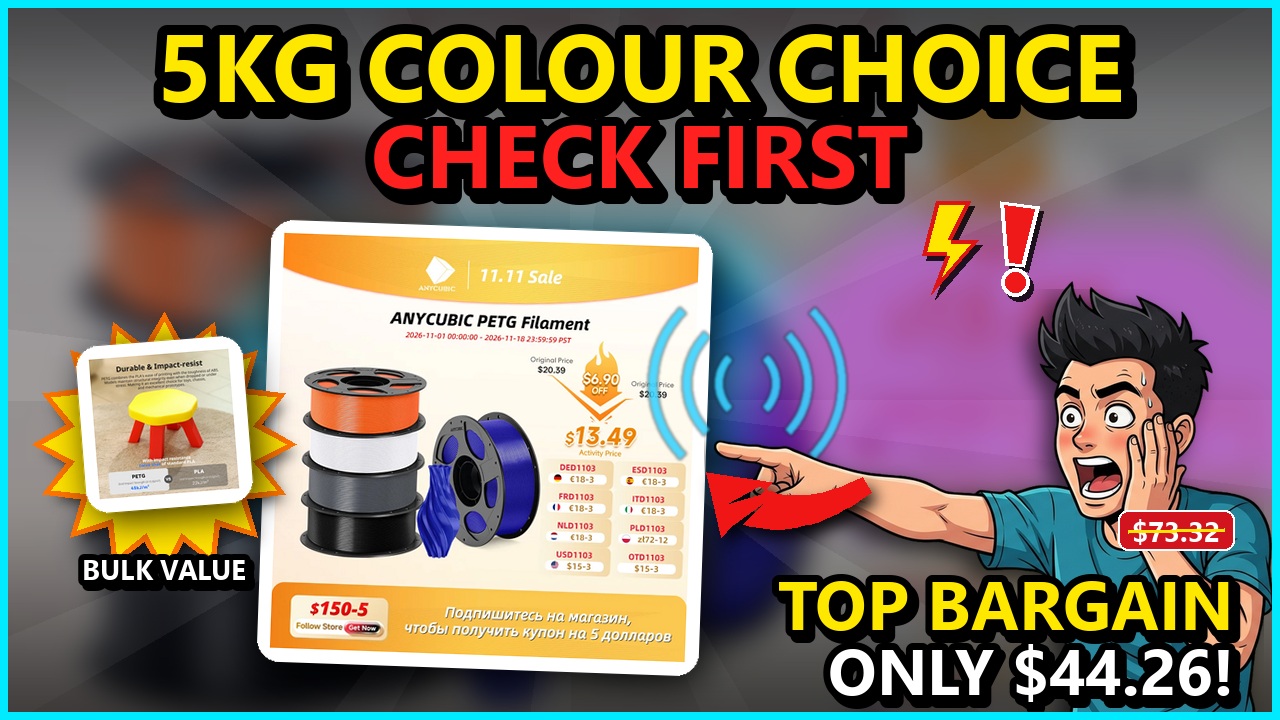 5KG COLOUR CHOICE
CHECK FIRST
ANYCUBIC
11.11 Sale
ANYCUBIC PETG Filament
2026-11-01 00:00:00 - 2026-11-18 23:59:59 PST
Original Price
$20.39
$6.90
OFF
Original Price
$20.39
$13.49
Activity Price
DED1103
€18-3
ESD1103
€18-3
FRD1103
€18-3
ITD1103
€18-3
NLD1103
€18-3
PLD1103
zł72-12
USD1103
$15-3
OTD1103
$15-3
$150-5
Follow Store Get Now
Подпишитесь на магазин,
чтобы получить купон на 5 долларов
Durable & Impact-resist
PETG
VS
PLA
BULK VALUE
$73.32
TOP BARGAIN
ONLY $44.26!